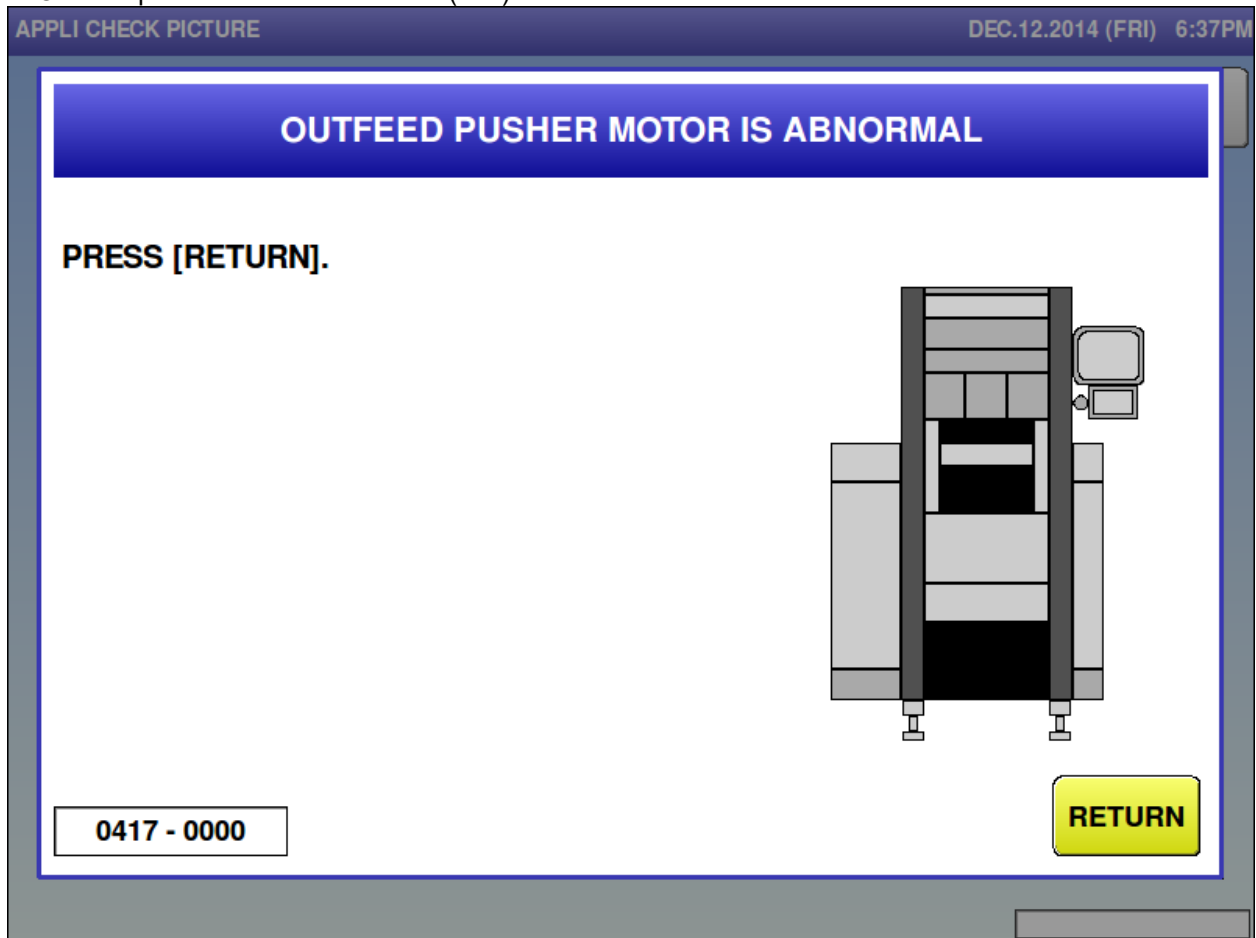 APPLI CHECK PICTURE DEC.12.2014 (FRI) 6:37PM
OUTFEED PUSHER MOTOR IS ABNORMAL
PRESS [RETURN].
0417 - 0000
RETURN